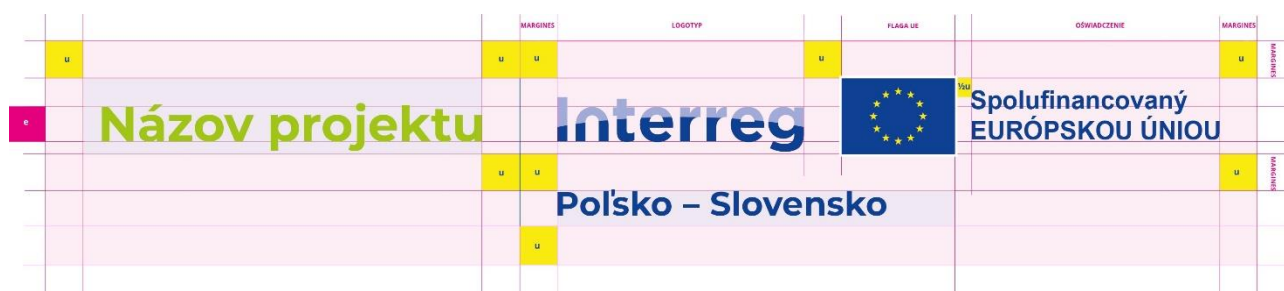 MARGINES LOGOTYP FLAGA UE OŚWIADCZENIE MARGINES
u u u u u MARGINES
½u
e Názov projektu Interreg Spolufinancovaný
EURÓPSKOU ÚNIOU
u u u MARGINES
Poľsko – Slovensko
u